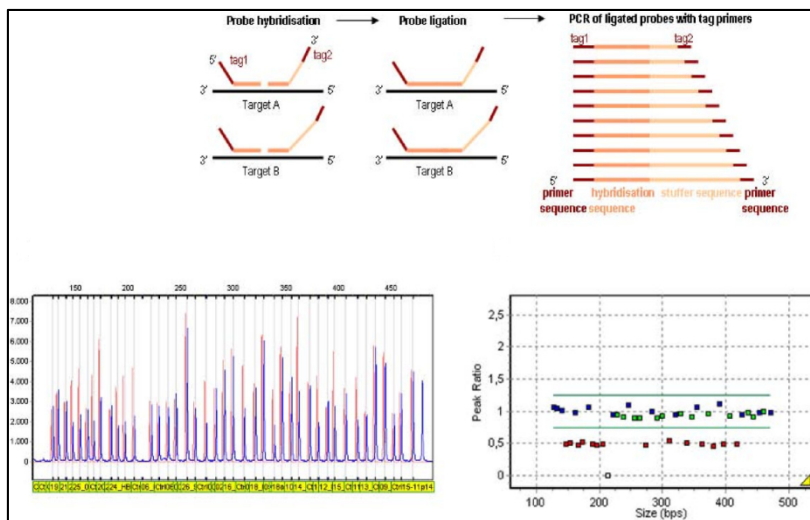 Probe hybridisation
Probe ligation
PCR of ligated probes with tag primers
3'
5'
tag1
tag2
3'
5'
Target A
3'
5'
Target B
3'
5'
Target A
3'
5'
Target B
tag1
tag2
5'
3'
primer sequence
hybridisation sequence
stuffer sequence
primer sequence
150 200 250 300 350 400 450
8.000
7.000
6.000
5.000
4.000
3.000
2.000
1.000
0
2,5
2
1,5
1
0,5
0
Peak Ratio
100 200 300 400 500
Size (bps)